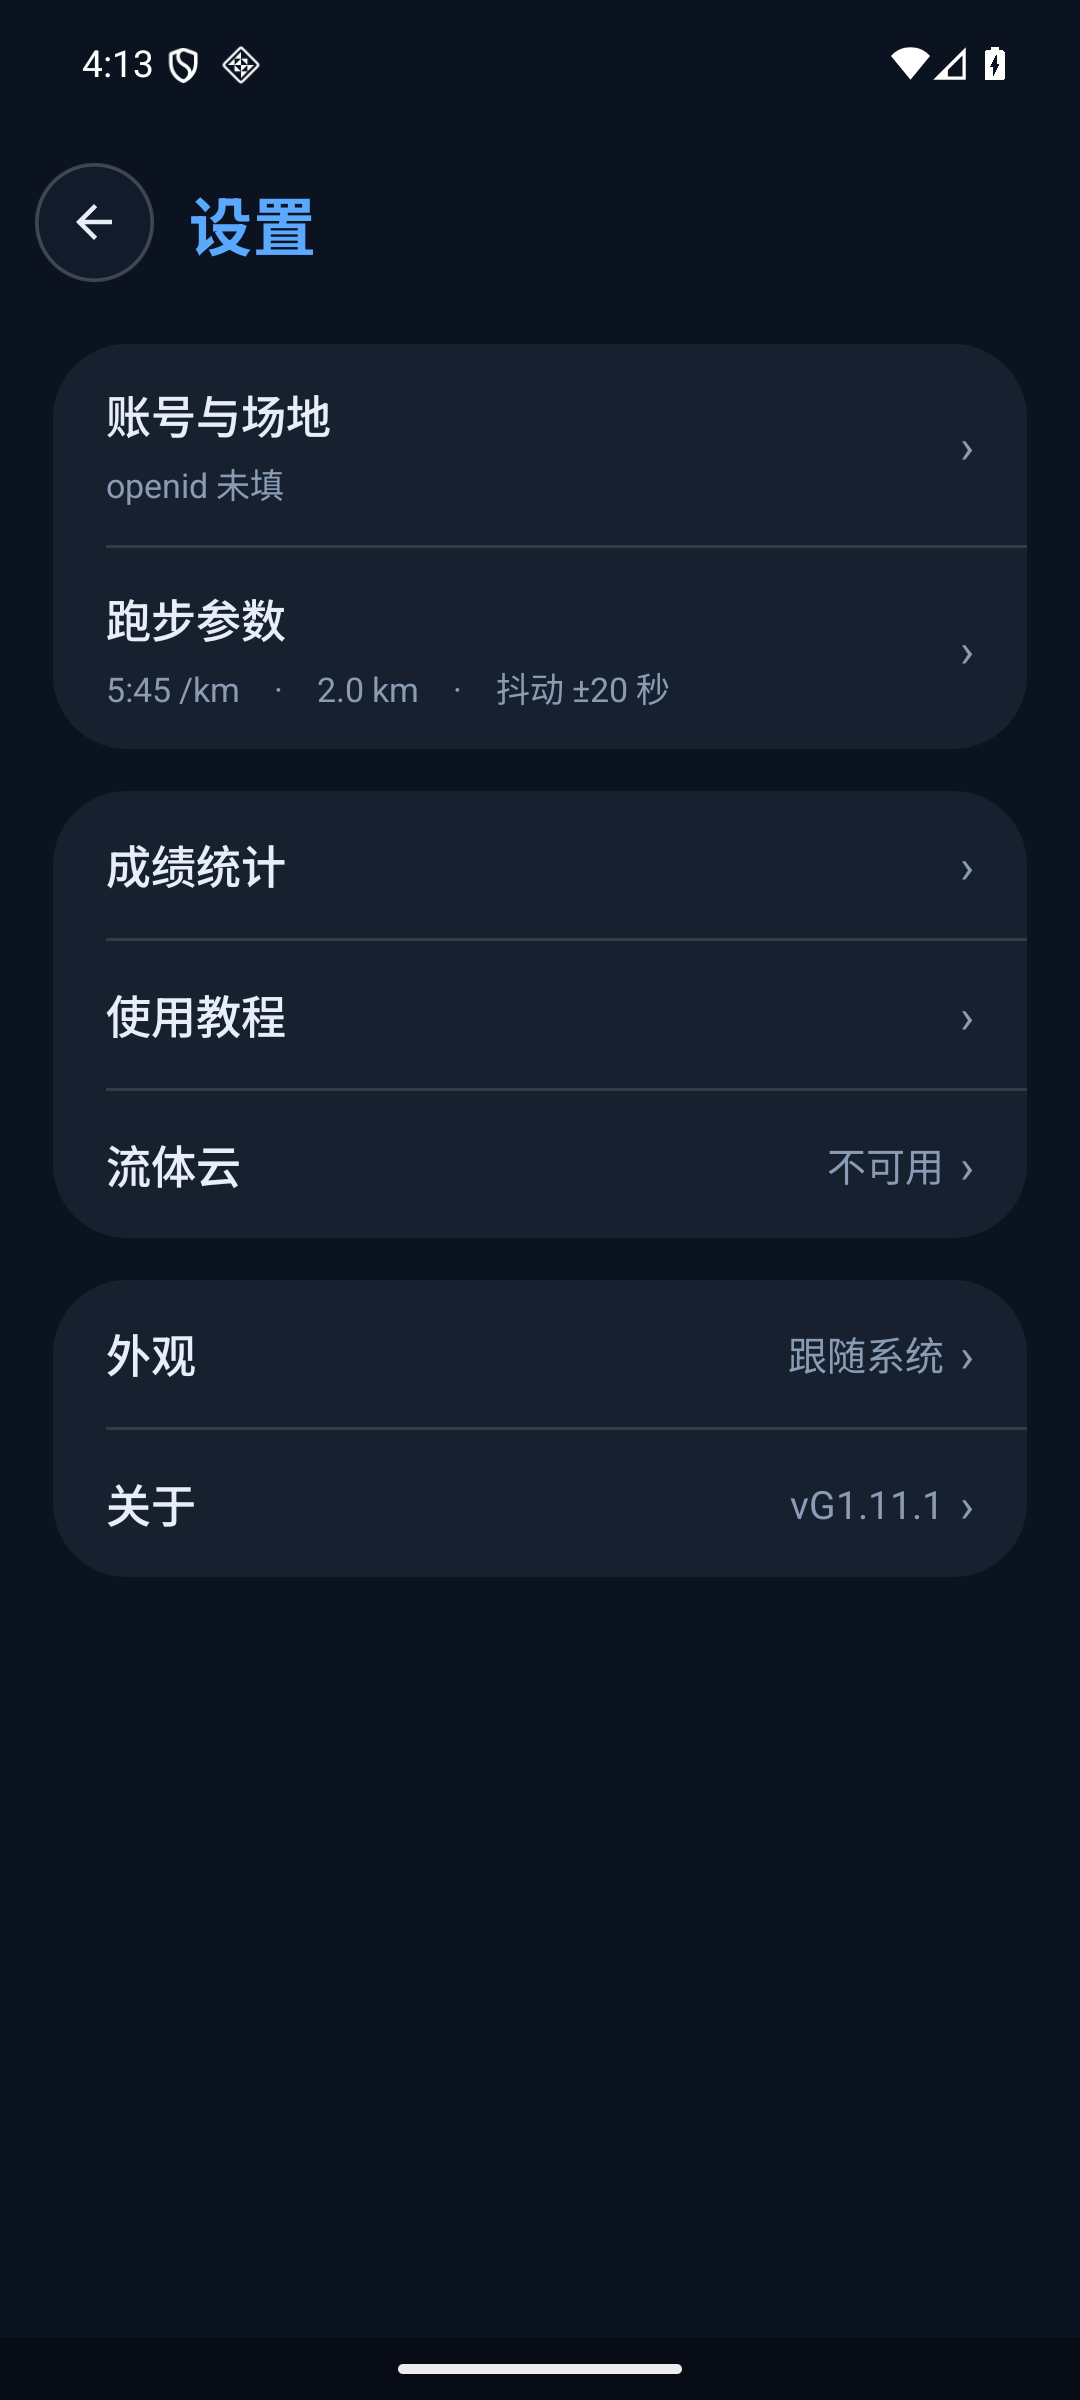 4:13
设置
账号与场地
openid 未填
跑步参数
5:45 /km · 2.0 km · 抖动 ±20 秒
成绩统计
使用教程
流体云
不可用
外观
跟随系统
关于
vG1.11.1